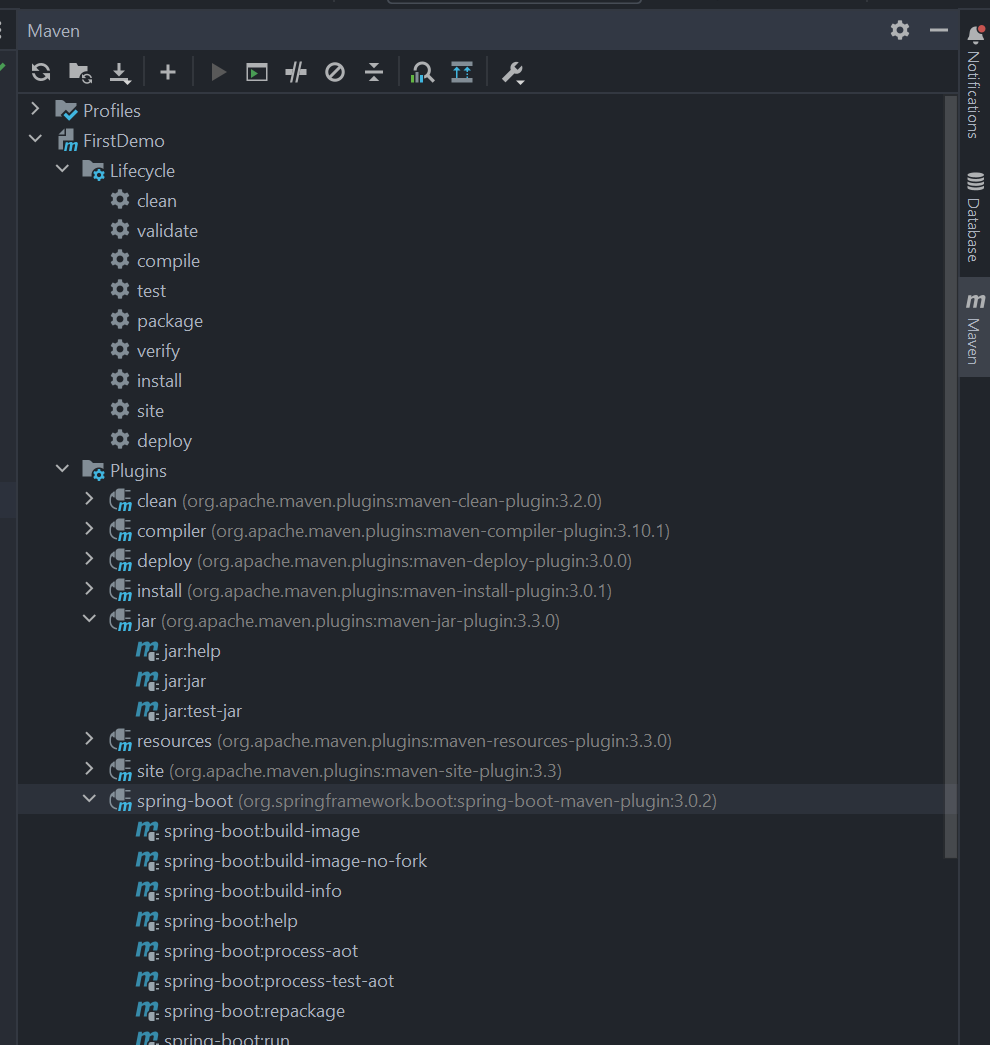 Maven
Profiles
FirstDemo
Lifecycle
clean
validate
compile
test
package
verify
install
site
deploy
Plugins
clean (org.apache.maven.plugins:maven-clean-plugin:3.2.0)
compiler (org.apache.maven.plugins:maven-compiler-plugin:3.10.1)
deploy (org.apache.maven.plugins:maven-deploy-plugin:3.0.0)
install (org.apache.maven.plugins:maven-install-plugin:3.0.1)
jar (org.apache.maven.plugins:maven-jar-plugin:3.3.0)
jar:help
jar:jar
jar:test-jar
resources (org.apache.maven.plugins:maven-resources-plugin:3.3.0)
site (org.apache.maven.plugins:maven-site-plugin:3.3)
spring-boot (org.springframework.boot:spring-boot-maven-plugin:3.0.2)
spring-boot:build-image
spring-boot:build-image-no-fork
spring-boot:build-info
spring-boot:help
spring-boot:process-aot
spring-boot:process-test-aot
spring-boot:repackage
spring-boot:run
Notifications
Database
Maven